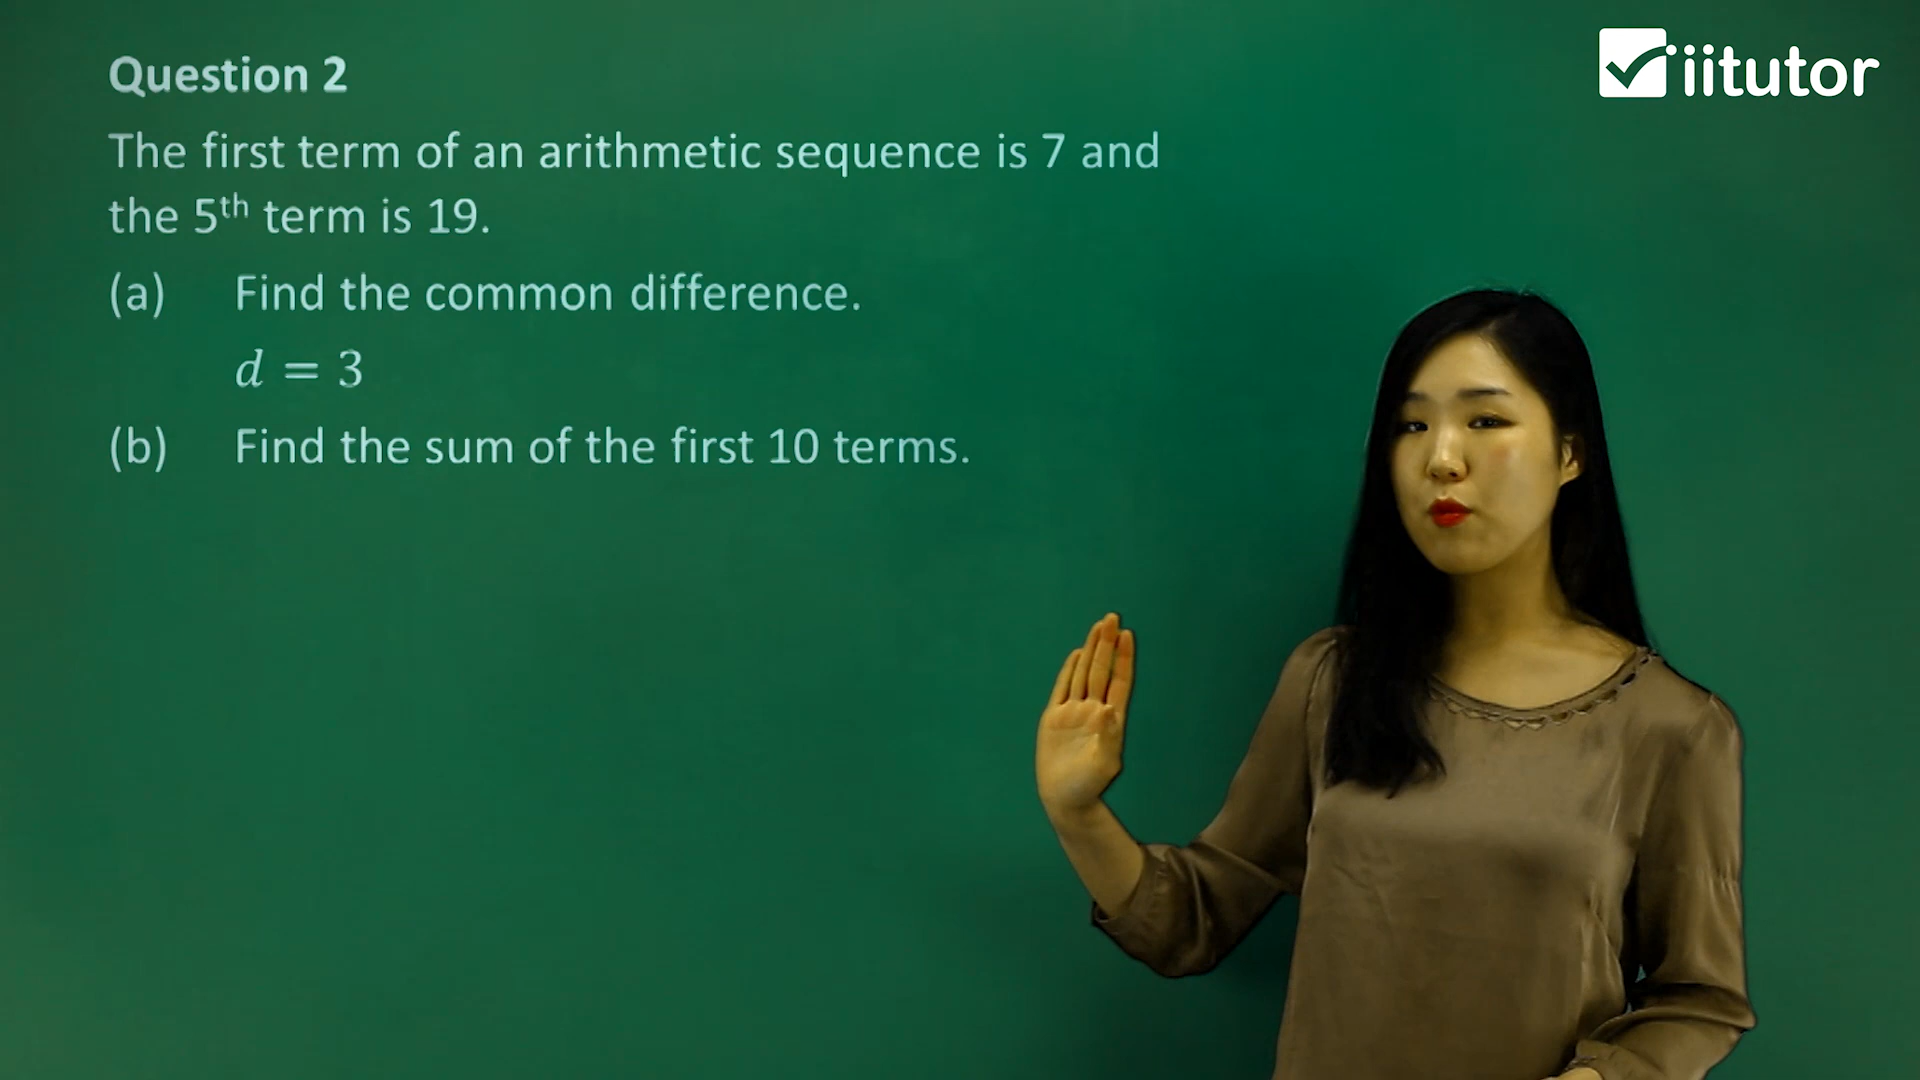 iitutor
Question 2
The first term of an arithmetic sequence is 7 and
the 5th term is 19.
(a) Find the common difference.
d = 3
(b) Find the sum of the first 10 terms.